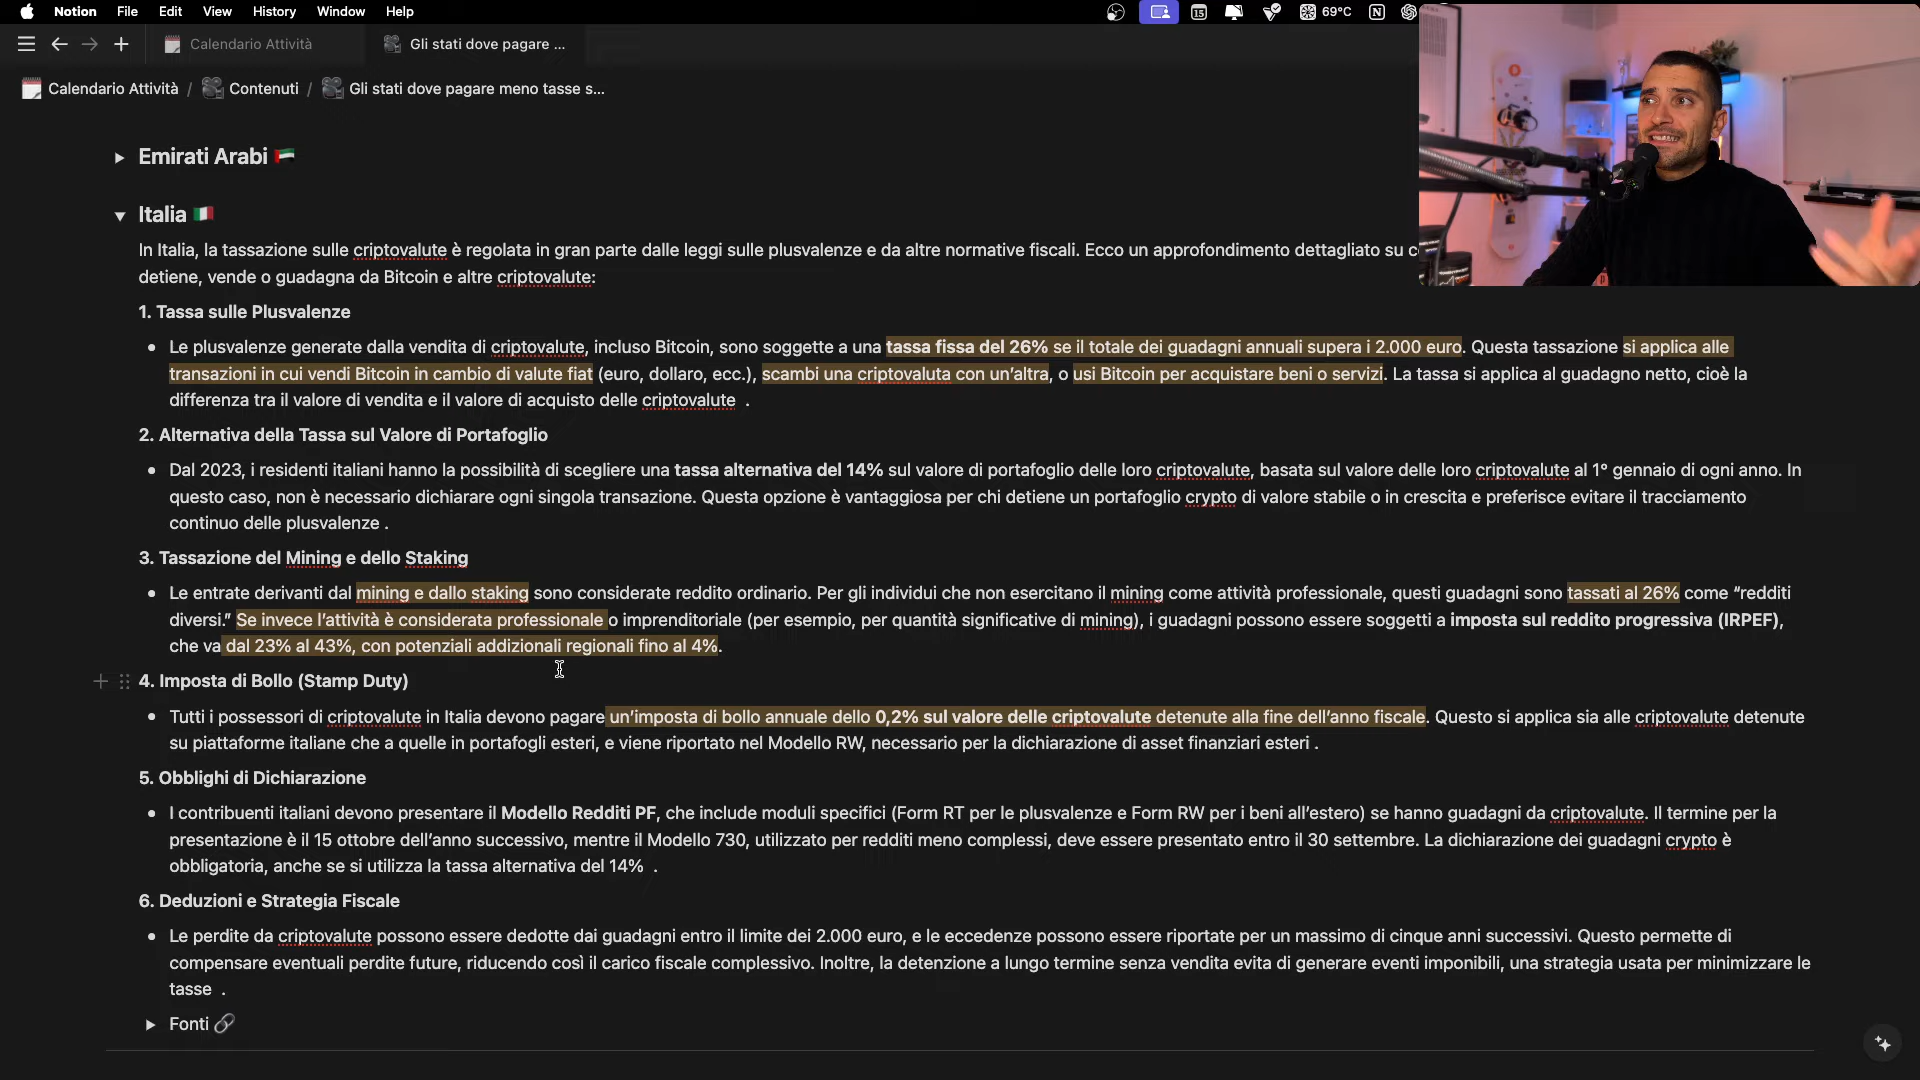 Notion File Edit View History Window Help 15 69°C
Calendario Attività Gli stati dove pagare ...
Calendario Attività / Contenuti / Gli stati dove pagare meno tasse s...
Emirati Arabi
Italia
In Italia, la tassazione sulle criptovalute è regolata in gran parte dalle leggi sulle plusvalenze e da altre normative fiscali. Ecco un approfondimento dettagliato su
detiene, vende o guadagna da Bitcoin e altre criptovalute:
1. Tassa sulle Plusvalenze
• Le plusvalenze generate dalla vendita di criptovalute, incluso Bitcoin, sono soggette a una tassa fissa del 26% se il totale dei guadagni annuali supera i 2.000 euro. Questa tassazione si applica alle
transazioni in cui vendi Bitcoin in cambio di valute fiat (euro, dollaro, ecc.), scambi una criptovaluta con un'altra, o usi Bitcoin per acquistare beni o servizi. La tassa si applica al guadagno netto, cioè la
differenza tra il valore di vendita e il valore di acquisto delle criptovalute .
2. Alternativa della Tassa sul Valore di Portafoglio
• Dal 2023, i residenti italiani hanno la possibilità di scegliere una tassa alternativa del 14% sul valore di portafoglio delle loro criptovalute, basata sul valore delle loro criptovalute al 1° gennaio di ogni anno. In
questo caso, non è necessario dichiarare ogni singola transazione. Questa opzione è vantaggiosa per chi detiene un portafoglio crypto di valore stabile o in crescita e preferisce evitare il tracciamento
continuo delle plusvalenze .
3. Tassazione del Mining e dello Staking
• Le entrate derivanti dal mining e dallo staking sono considerate reddito ordinario. Per gli individui che non esercitano il mining come attività professionale, questi guadagni sono tassati al 26% come “redditi
diversi.” Se invece l'attività è considerata professionale o imprenditoriale (per esempio, per quantità significative di mining), i guadagni possono essere soggetti a imposta sul reddito progressiva (IRPEF),
che va dal 23% al 43%, con potenziali addizionali regionali fino al 4%.
4. Imposta di Bollo (Stamp Duty)
• Tutti i possessori di criptovalute in Italia devono pagare un'imposta di bollo annuale dello 0,2% sul valore delle criptovalute detenute alla fine dell'anno fiscale. Questo si applica sia alle criptovalute detenute
su piattaforme italiane che a quelle in portafogli esteri, e viene riportato nel Modello RW, necessario per la dichiarazione di asset finanziari esteri .
5. Obblighi di Dichiarazione
• I contribuenti italiani devono presentare il Modello Redditi PF, che include moduli specifici (Form RT per le plusvalenze e Form RW per i beni all'estero) se hanno guadagni da criptovalute. Il termine per la
presentazione è il 15 ottobre dell'anno successivo, mentre il Modello 730, utilizzato per redditi meno complessi, deve essere presentato entro il 30 settembre. La dichiarazione dei guadagni crypto è
obbligatoria, anche se si utilizza la tassa alternativa del 14% .
6. Deduzioni e Strategia Fiscale
• Le perdite da criptovalute possono essere dedotte dai guadagni entro il limite dei 2.000 euro, e le eccedenze possono essere riportate per un massimo di cinque anni successivi. Questo permette di
compensare eventuali perdite future, riducendo così il carico fiscale complessivo. Inoltre, la detenzione a lungo termine senza vendita evita di generare eventi imponibili, una strategia usata per minimizzare le
tasse .
Fonti